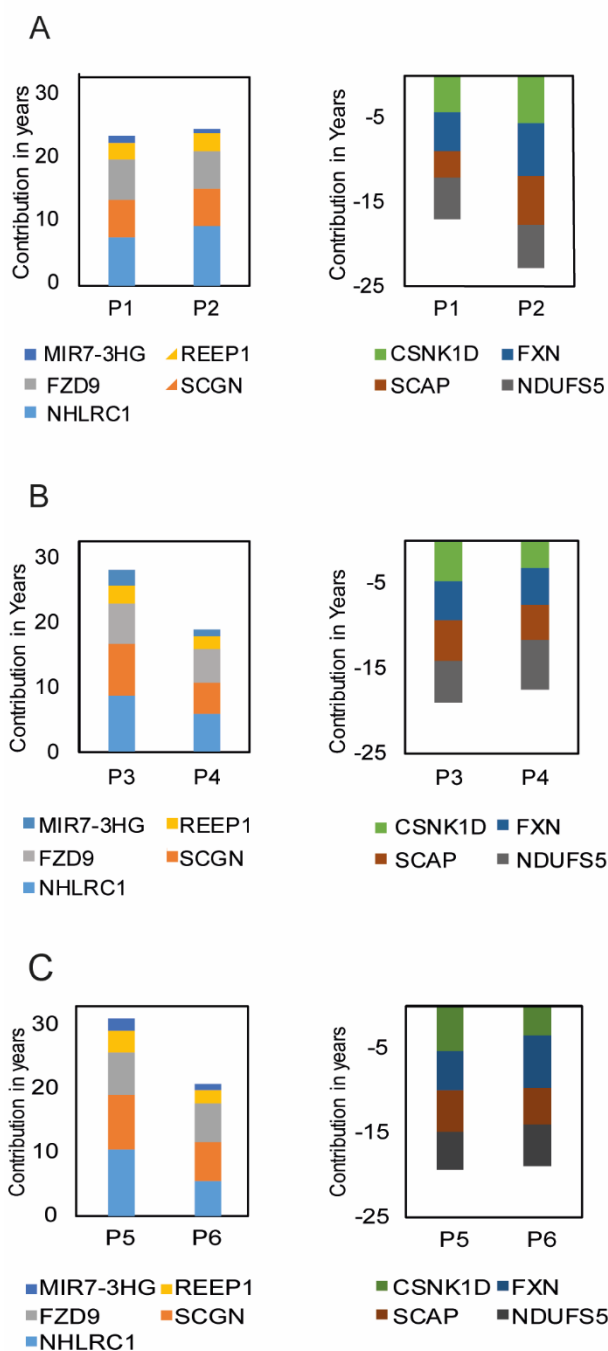 A
Contribution in years
30
20
10
0
P1 P2
MIR7-3HG REEP1
FZD9 SCGN
NHLRC1
Contribution in Years
-5
-15
-25
P1 P2
CSNK1D FXN
SCAP NDUFS5
B
Contribution in Years
30
20
10
0
P3 P4
MIR7-3HG REEP1
FZD9 SCGN
NHLRC1
Contribution in Years
-5
-15
-25
P3 P4
CSNK1D FXN
SCAP NDUFS5
C
Contribution in years
30
20
10
0
P5 P6
MIR7-3HG REEP1
FZD9 SCGN
NHLRC1
Contribution in years
-5
-15
-25
P5 P6
CSNK1D FXN
SCAP NDUFS5